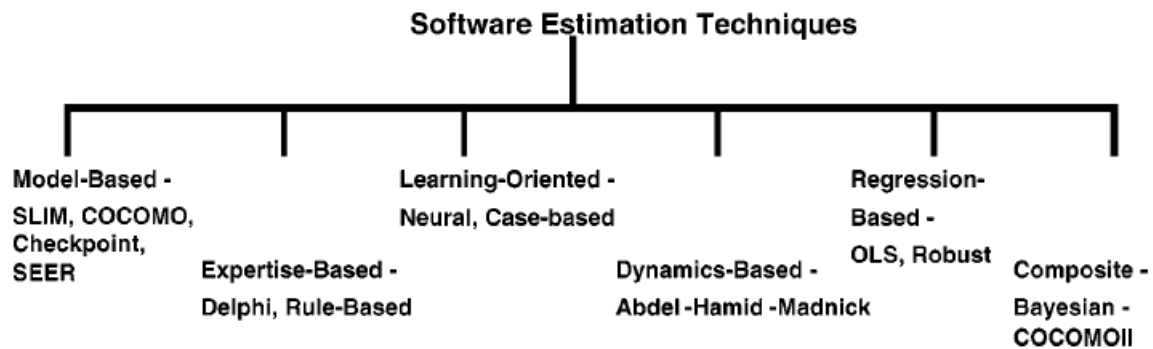 Software Estimation Techniques
Model-Based -
SLIM, COCOMO,
Checkpoint,
SEER
Expertise-Based -
Delphi, Rule-Based
Learning-Oriented -
Neural, Case-based
Dynamics-Based -
Abdel-Hamid-Madnick
Regression-
Based -
OLS, Robust
Composite -
Bayesian -
COCOMOII